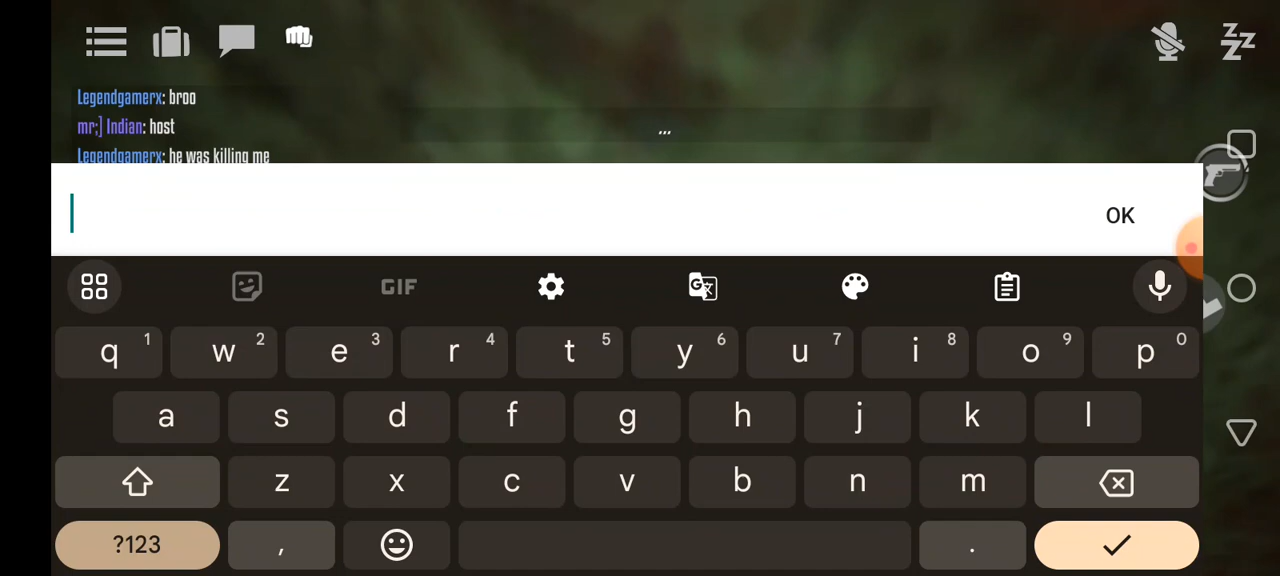 Legendgamerx: broo
mr;] Indian: host
Legendgamerx: he was killing me
...
OK
GIF
q 1 w 2 e 3 r 4 t 5 y 6 u 7 i 8 o 9 p 0
a s d f g h j k l
z x c v b n m
?123 , .